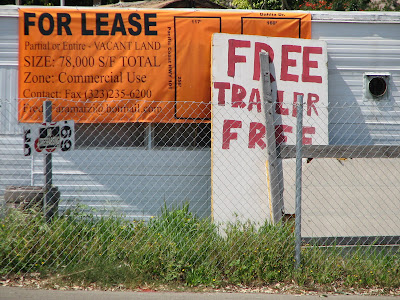 FOR LEASE
Partial or Entire - VACANT LAND
SIZE: 78,000 S/F TOTAL
Zone: Commercial Use
Contact:
Fax (323)235-6200
FREE
TRAILER
FREE